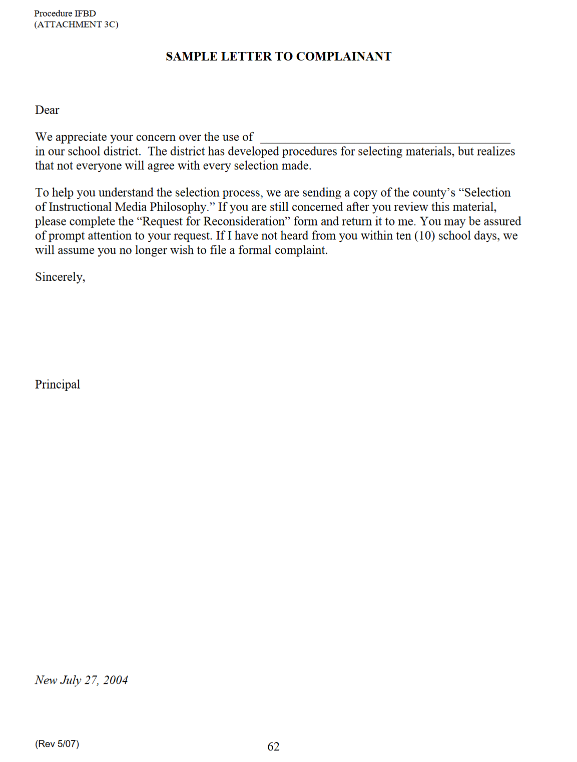 Procedure IFBD
(ATTACHMENT 3C)
SAMPLE LETTER TO COMPLAINANT
Dear
We appreciate your concern over the use of ___________________________________________
in our school district.  The district has developed procedures for selecting materials, but realizes
that not everyone will agree with every selection made.
To help you understand the selection process, we are sending a copy of the county’s “Selection
of Instructional Media Philosophy.” If you are still concerned after you review this material,
please complete the “Request for Reconsideration” form and return it to me. You may be assured
of prompt attention to your request. If I have not heard from you within ten (10) school days, we
will assume you no longer wish to file a formal complaint.
Sincerely,
Principal
New July 27, 2004
(Rev 5/07)
62